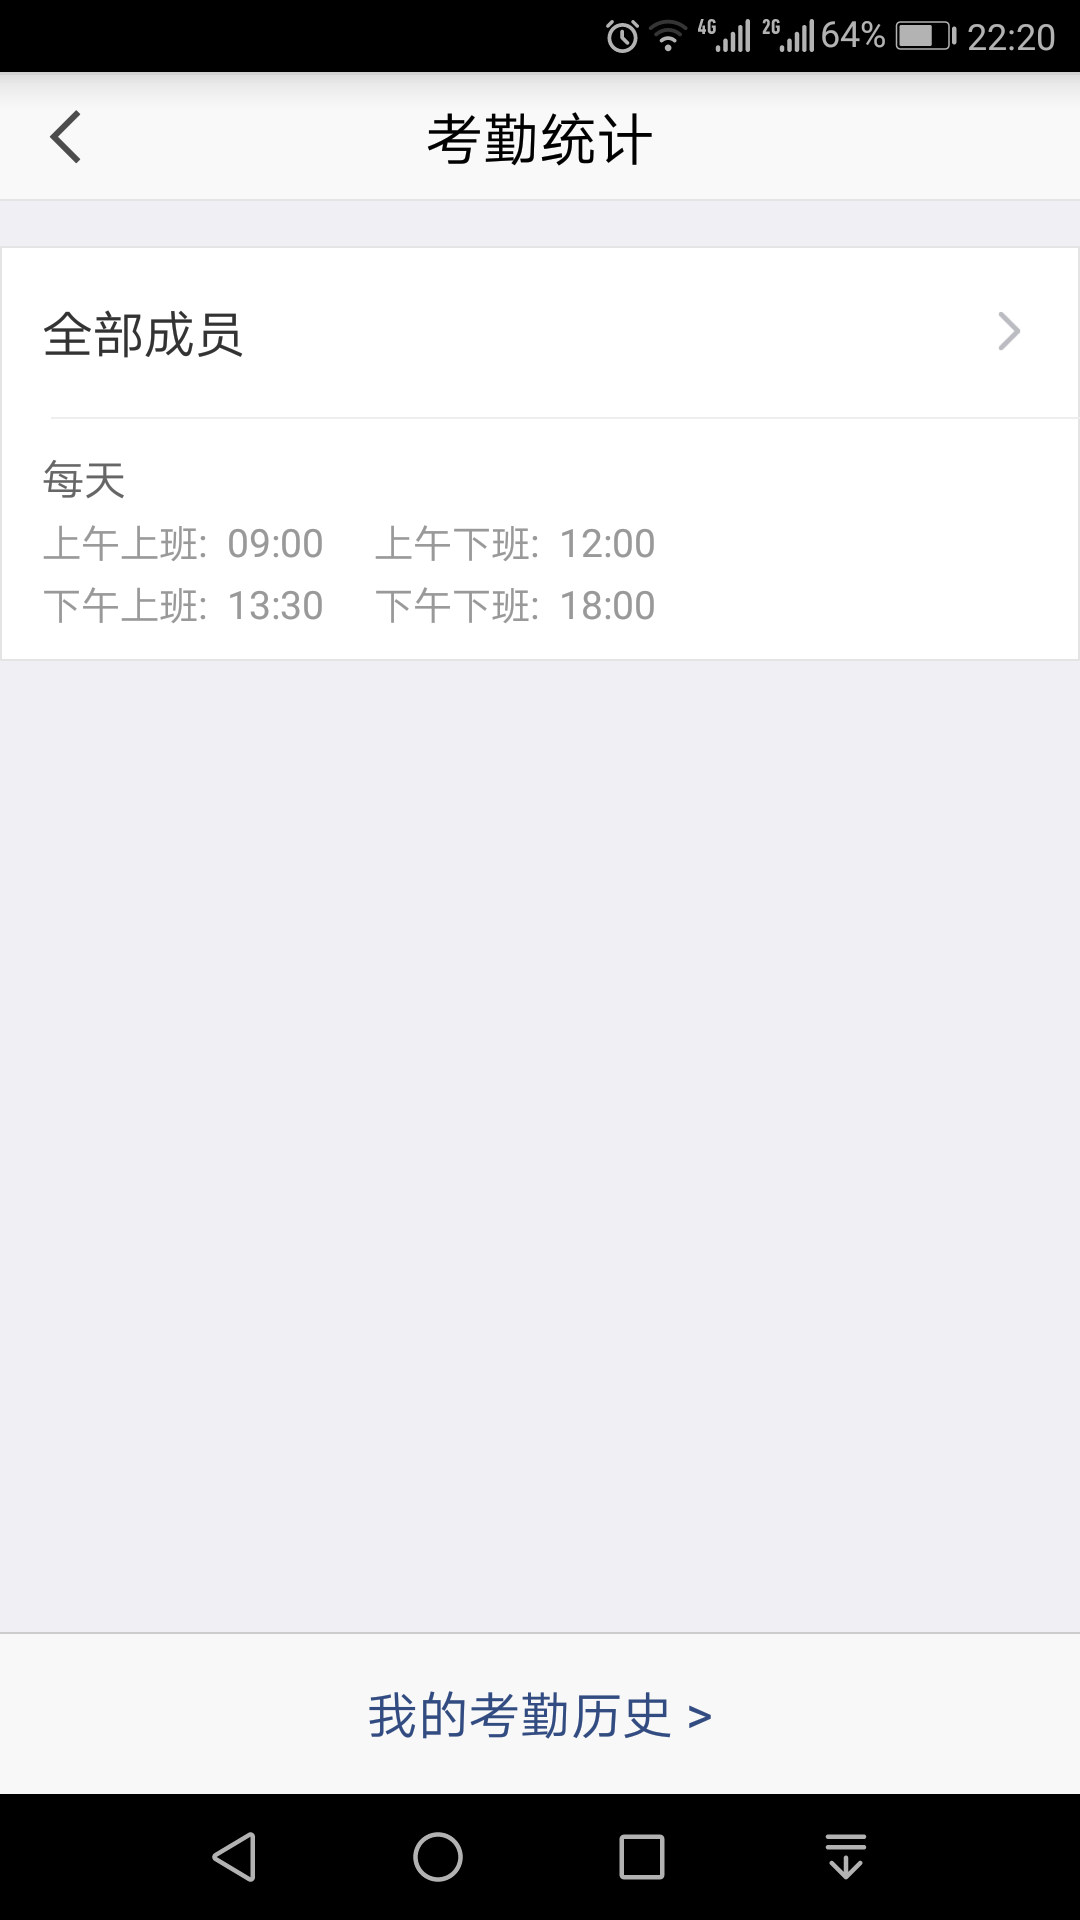 4G 2G 64% 22:20
考勤统计
全部成员
每天
上午上班: 09:00 上午下班: 12:00
下午上班: 13:30 下午下班: 18:00
我的考勤历史 >